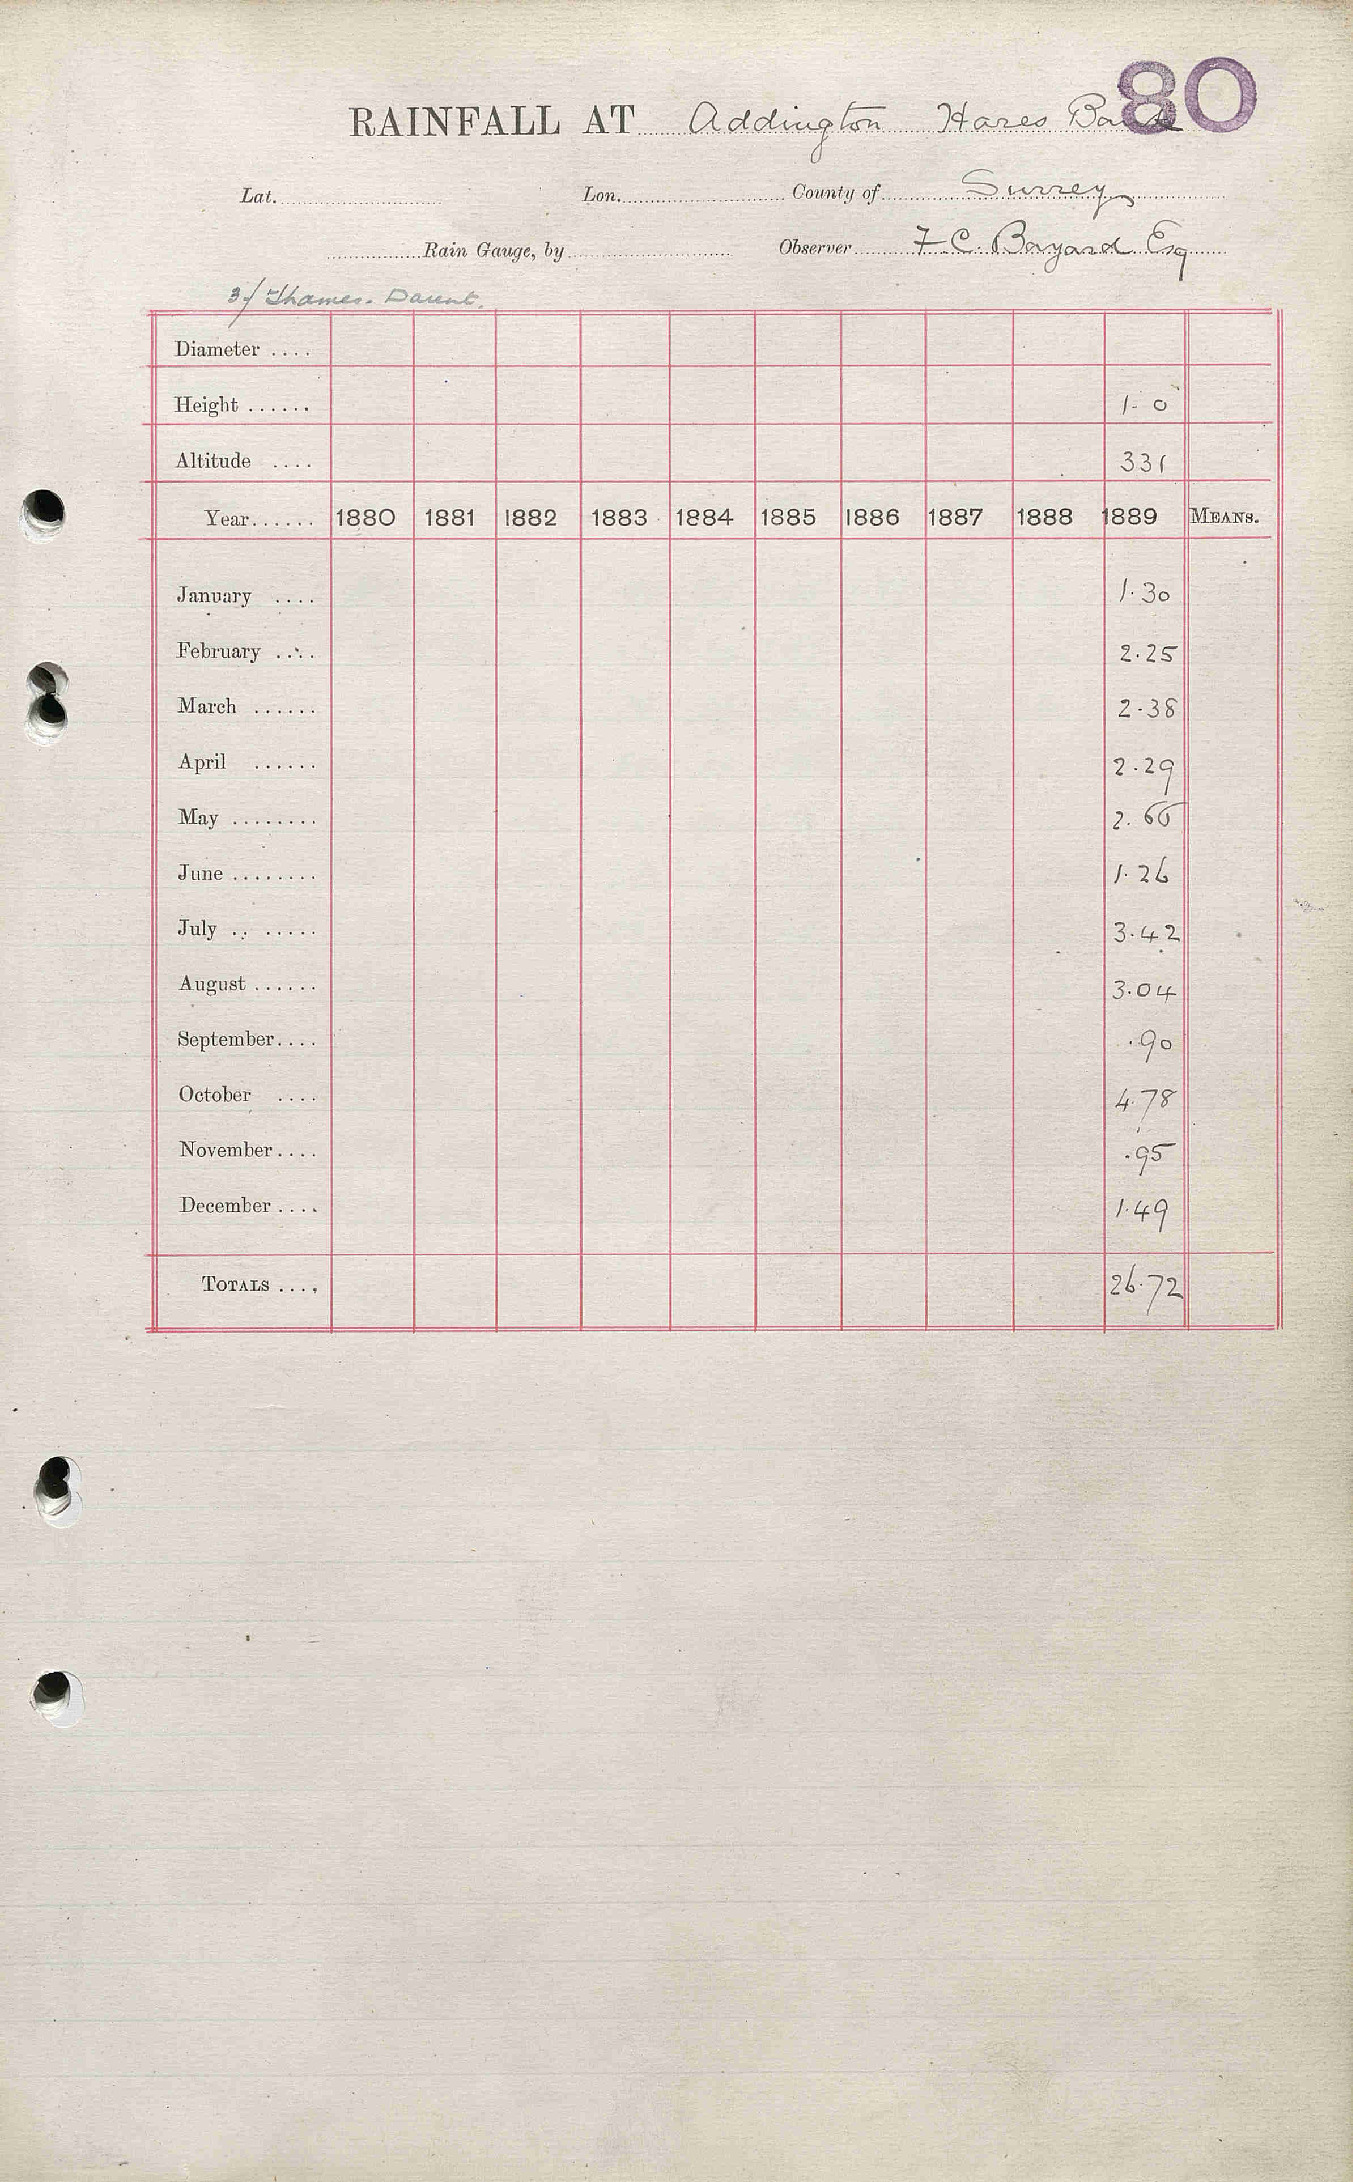 80
RAINFALL AT Addington Hares Bank
Lat. Lon. County of Surrey
Rain Gauge, by Observer F. C. Bayard Esq
3/ Thames. Darent.
Diameter ....
Height ...... 1- 0
Altitude .... 331
Year...... 1880 1881 1882 1883 1884 1885 1886 1887 1888 1889 MEANS.
January .... 1.30
February .... 2.25
March ...... 2.38
April ...... 2.29
May ........ 2.66
June ........ 1.26
July .. ..... 3.42
August ...... 3.04
September.... .90
October .... 4.78
November.... .95
December.... 1.49
TOTALS .... 26.72